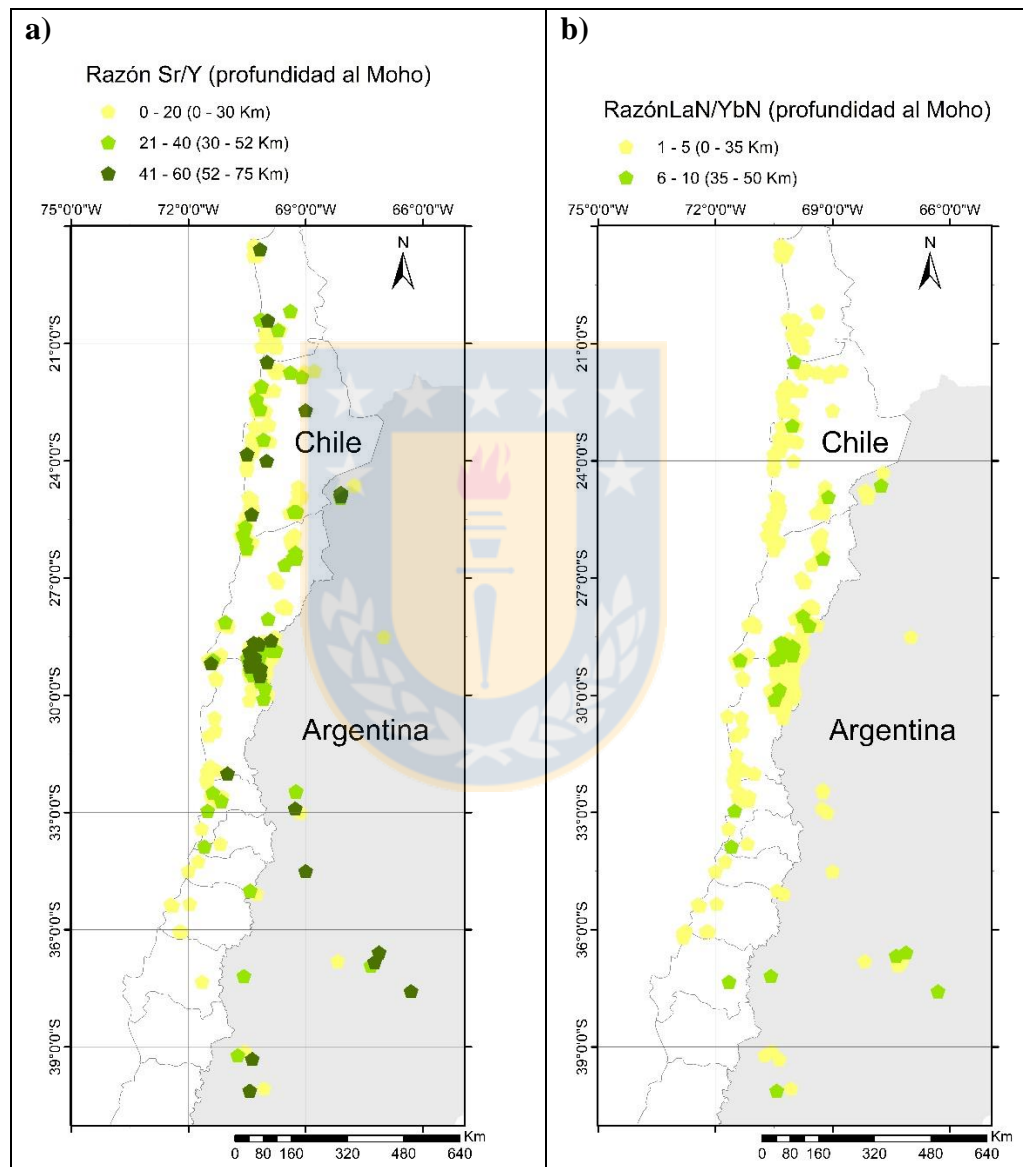 a)
Razón Sr/Y (profundidad al Moho)
0 - 20 (0 - 30 Km)
21 - 40 (30 - 52 Km)
41 - 60 (52 - 75 Km)
75°0'0"W 72°0'0"W 69°0'0"W 66°0'0"W
N
21°0'0"S
24°0'0"S
27°0'0"S
30°0'0"S
33°0'0"S
36°0'0"S
39°0'0"S
Chile
Argentina
Km
0 80 160 320 480 640
b)
RazónLaN/YbN (profundidad al Moho)
1 - 5 (0 - 35 Km)
6 - 10 (35 - 50 Km)
75°0'0"W 72°0'0"W 69°0'0"W 66°0'0"W
N
21°0'0"S
24°0'0"S
27°0'0"S
30°0'0"S
33°0'0"S
36°0'0"S
39°0'0"S
Chile
Argentina
Km
0 80 160 320 480 640